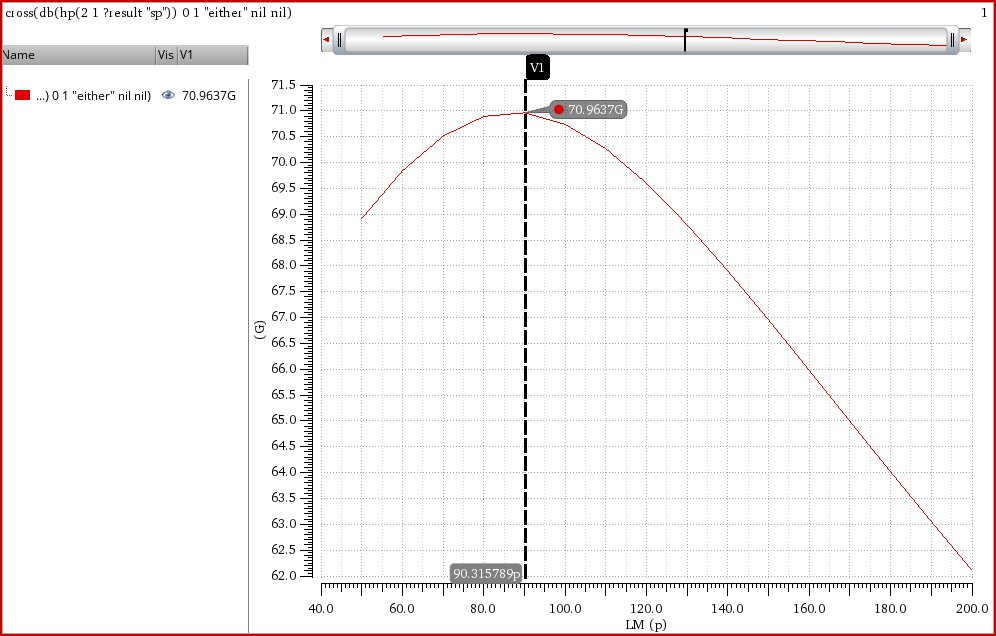 cross(db(hp(2 1 ?result "sp")) 0 1 "either" nil nil)
1
Name Vis V1
...) 0 1 "either" nil nil) 70.9637G
V1
70.9637G
71.5
71.0
70.5
70.0
69.5
69.0
68.5
68.0
67.5
67.0
66.5
66.0
65.5
65.0
64.5
64.0
63.5
63.0
62.5
62.0
(G)
90.315789p
40.0 60.0 80.0 100.0 120.0 140.0 160.0 180.0 200.0
LM (p)